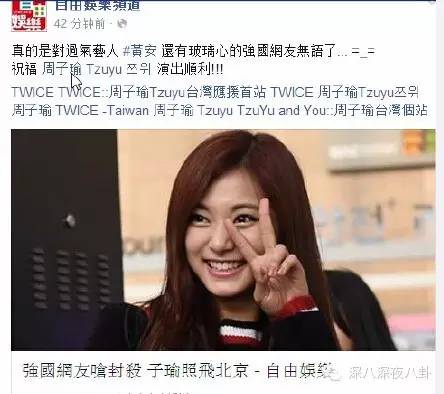 自由娛樂頻道
自由
娛樂
42 分鐘前
真的是對過氣藝人 #黃安 還有玻璃心的強國網友無語了... =_=
祝福 周子瑜 Tzuyu 쯔위 演出順利!!!
TWICE TWICE::周子瑜Tzuyu台灣應援首站 TWICE 周子瑜Tzuyu쯔위
周子瑜 TWICE -Taiwan 周子瑜 Tzuyu TzuYu and You::周子瑜台灣個站
強國網友嗆封殺 子瑜照飛北京 - 自由娛樂
深八深夜八卦